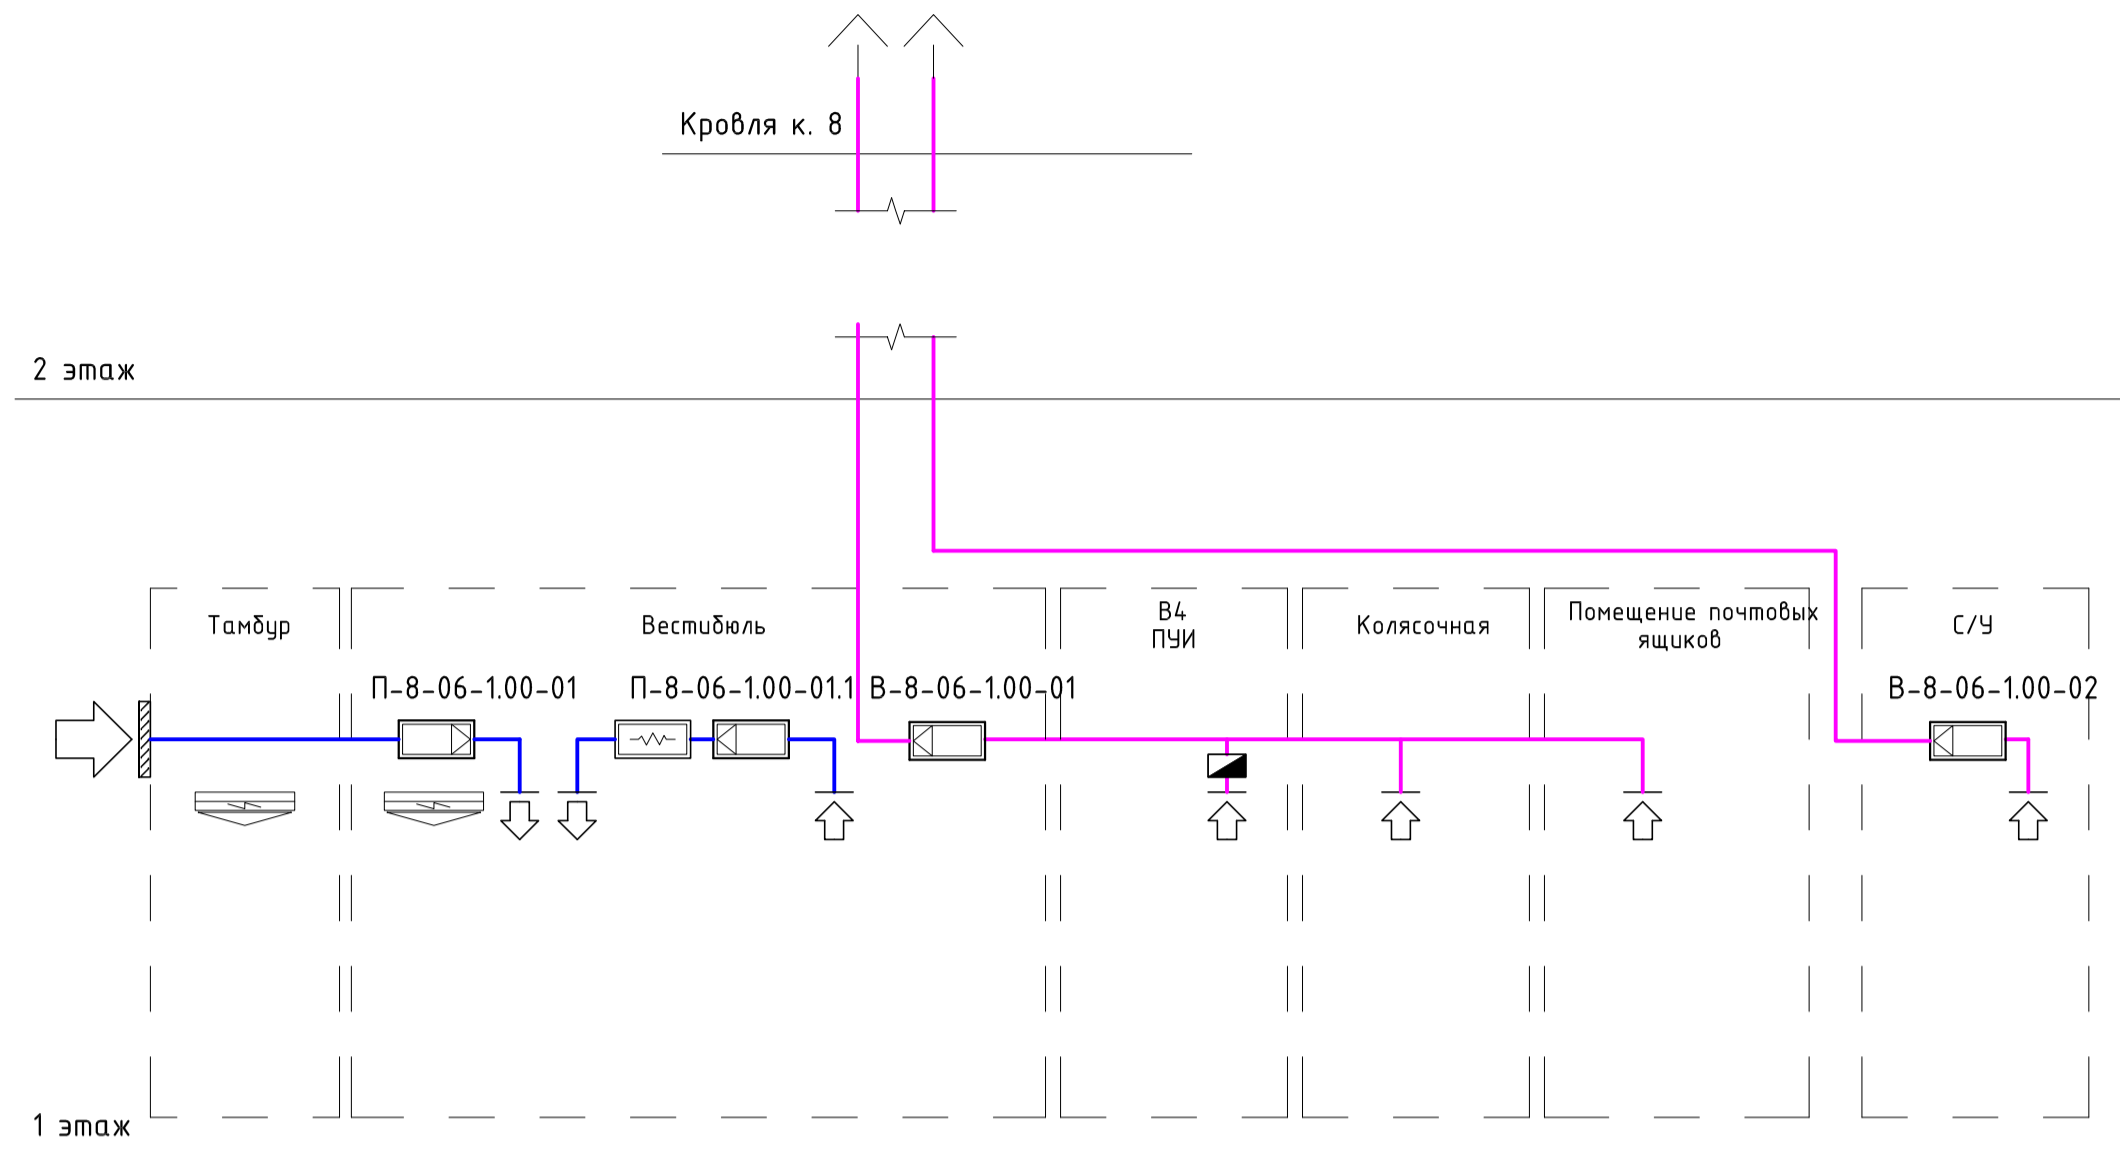 Кровля к. 8
2 этаж
Тамбур
Вестибюль
В4
ПУИ
Колясочная
Помещение почтовых
ящиков
С/У
П-8-06-1.00-01
П-8-06-1.00-01.1
В-8-06-1.00-01
В-8-06-1.00-02
1 этаж